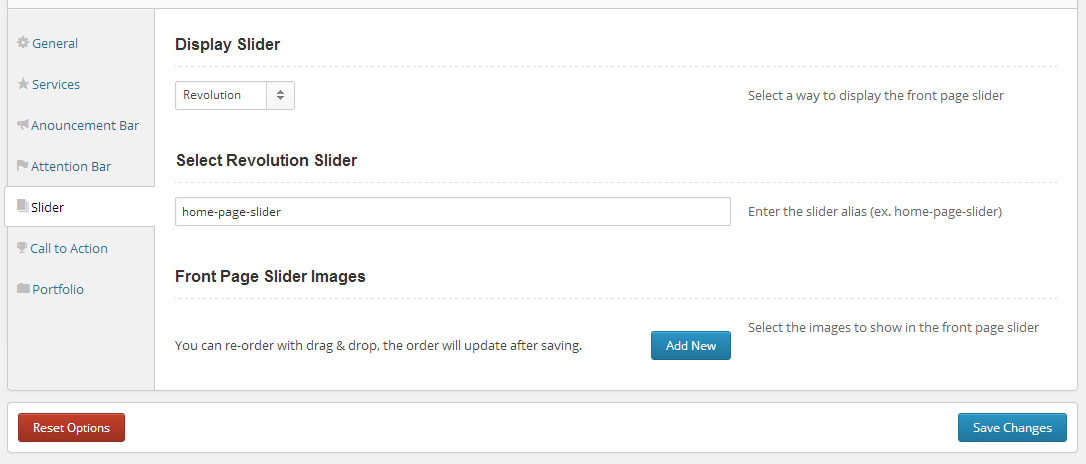 General
Services
Anouncement Bar
Attention Bar
Slider
Call to Action
Portfolio
Display Slider
Revolution
Select a way to display the front page slider
Select Revolution Slider
home-page-slider
Enter the slider alias (ex. home-page-slider)
Front Page Slider Images
Select the images to show in the front page slider
You can re-order with drag & drop, the order will update after saving.
Add New
Reset Options
Save Changes